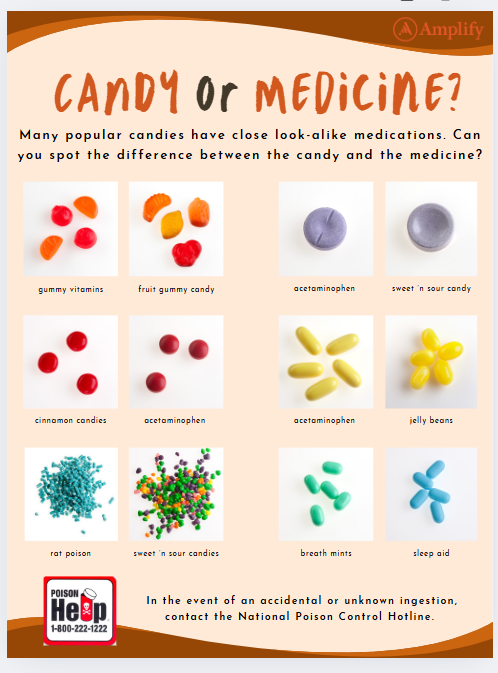 Amplify
CANDY or MEDICINE?
Many popular candies have close look-alike medications. Can
you spot the difference between the candy and the medicine?
gummy vitamins
fruit gummy candy
acetaminophen
sweet 'n sour candy
cinnamon candies
acetaminophen
acetaminophen
jelly beans
rat poison
sweet 'n sour candies
breath mints
sleep aid
POISON
Help
1-800-222-1222
In the event of an accidental or unknown ingestion,
contact the National Poison Control Hotline.